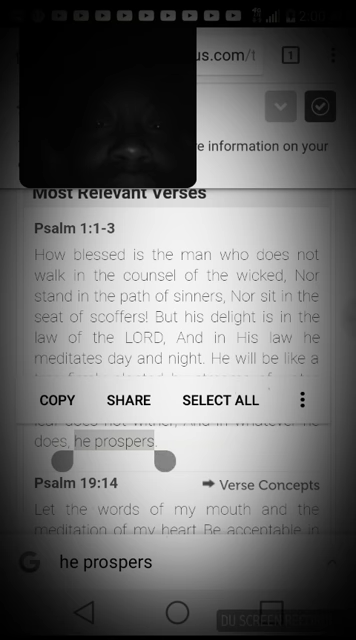 2:00
us.com/t
1
re information on your
Most Relevant Verses
Psalm 1:1-3
How blessed is the man who does not
walk in the counsel of the wicked, Nor
stand in the path of sinners, Nor sit in the
seat of scoffers! But his delight is in the
law of the LORD, And in His law he
meditates day and night. He will be like a
COPY SHARE SELECT ALL
does, he prospers.
Psalm 19:14 Verse Concepts
Let the words of my mouth and the
meditation of my heart Be acceptable in
G he prospers
DU SCREEN